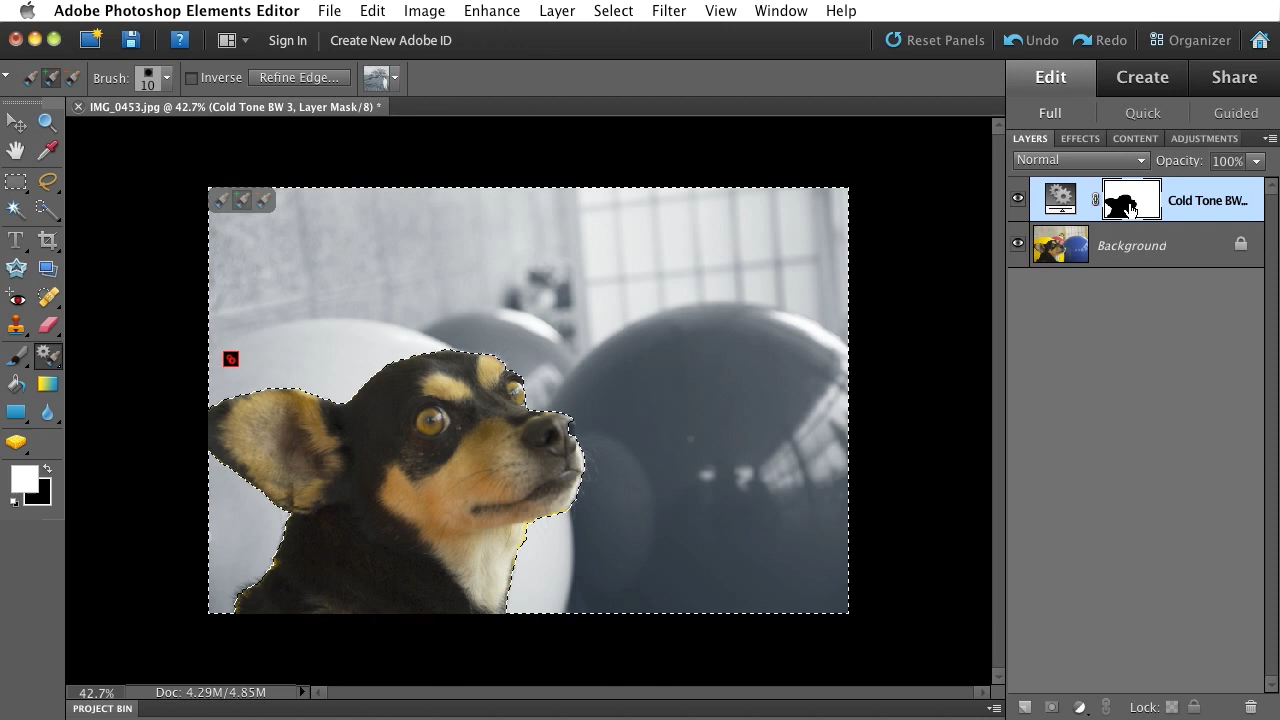 Adobe Photoshop Elements Editor File Edit Image Enhance Layer Select Filter View Window Help
Sign In Create New Adobe ID Reset Panels Undo Redo Organizer
Brush: 10 Inverse Refine Edge... Edit Create Share
IMG_0453.jpg @ 42.7% (Cold Tone BW 3, Layer Mask/8) * Full Quick Guided
LAYERS EFFECTS CONTENT ADJUSTMENTS
Normal Opacity: 100%
Cold Tone BW...
Background
42.7% Doc: 4.29M/4.85M Lock:
PROJECT BIN